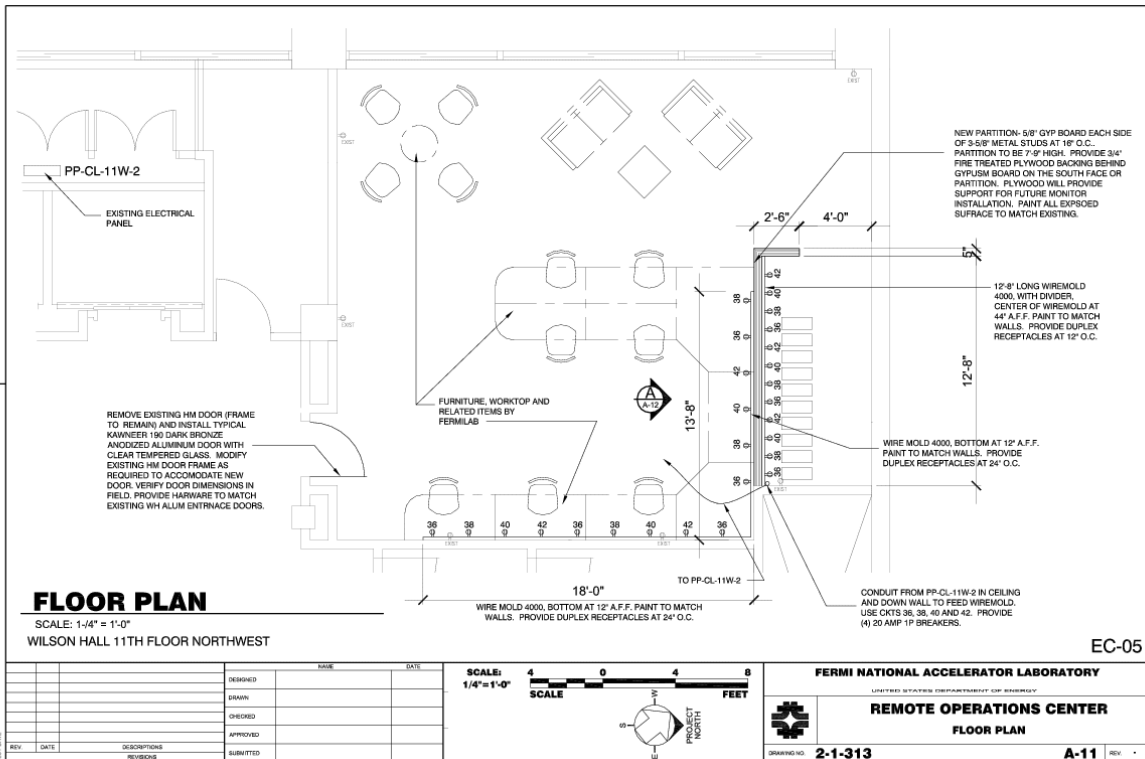 EXIST
EXIST
PP-CL-11W-2
EXISTING ELECTRICAL
PANEL
EXIST
NEW PARTITION- 5/8" GYP BOARD EACH SIDE
OF 3-5/8" METAL STUDS AT 16" O.C..
PARTITION TO BE 7'-9" HIGH. PROVIDE 3/4"
FIRE TREATED PLYWOOD BACKING BEHIND
GYPUSM BOARD ON THE SOUTH FACE OR
PARTITION. PLYWOOD WILL PROVIDE
SUPPORT FOR FUTURE MONITOR
INSTALLATION. PAINT ALL EXPSOED
SUFRACE TO MATCH EXISTING.
2'-6"
4'-0"
5"
12'-8" LONG WIREMOLD
4000, WITH DIVIDER,
CENTER OF WIREMOLD AT
44" A.F.F. PAINT TO MATCH
WALLS. PROVIDE DUPLEX
RECEPTACLES AT 12" O.C.
42
40
38
36
42
40
38
36
42
40
38
36
38
36
42
40
38
36
12'-8"
13'-8"
A
A-12
FURNITURE, WORKTOP AND
RELATED ITEMS BY
FERMILAB
REMOVE EXISTING HM DOOR (FRAME
TO REMAIN) AND INSTALL TYPICAL
KAWNEER 190 DARK BRONZE
ANODIZED ALUMINUM DOOR WITH
CLEAR TEMPERED GLASS. MODIFY
EXISTING HM DOOR FRAME AS
REQUIRED TO ACCOMODATE NEW
DOOR. VERIFY DOOR DIMENSIONS IN
FIELD. PROVIDE HARWARE TO MATCH
EXISTING WH ALUM ENTRNACE DOORS.
WIRE MOLD 4000, BOTTOM AT 12" A.F.F.
PAINT TO MATCH WALLS. PROVIDE
DUPLEX RECEPTACLES AT 24" O.C.
EXIST
36 38 40 42 36 38 40 42 36
EXIST
EXIST
TO PP-CL-11W-2
18'-0"
WIRE MOLD 4000, BOTTOM AT 12" A.F.F. PAINT TO MATCH
WALLS. PROVIDE DUPLEX RECEPTACLES AT 24" O.C.
CONDUIT FROM PP-CL-11W-2 IN CEILING
AND DOWN WALL TO FEED WIREMOLD.
USE CKTS 36, 38, 40 AND 42. PROVIDE
(4) 20 AMP 1P BREAKERS.
FLOOR PLAN
SCALE: 1-/4" = 1'-0"
WILSON HALL 11TH FLOOR NORTHWEST
EC-05
REV. DATE DESCRIPTIONS
REVISIONS
NAME DATE
DESIGNED
DRAWN
CHECKED
APPROVED
SUBMITTED
SCALE:
1/4"=1'-0"
4 0 4 8
SCALE FEET
W
S
E
PROJECT
NORTH
FERMI NATIONAL ACCELERATOR LABORATORY
UNITED STATES DEPARTMENT OF ENERGY
REMOTE OPERATIONS CENTER
FLOOR PLAN
DRAWING NO. 2-1-313 A-11 REV. -